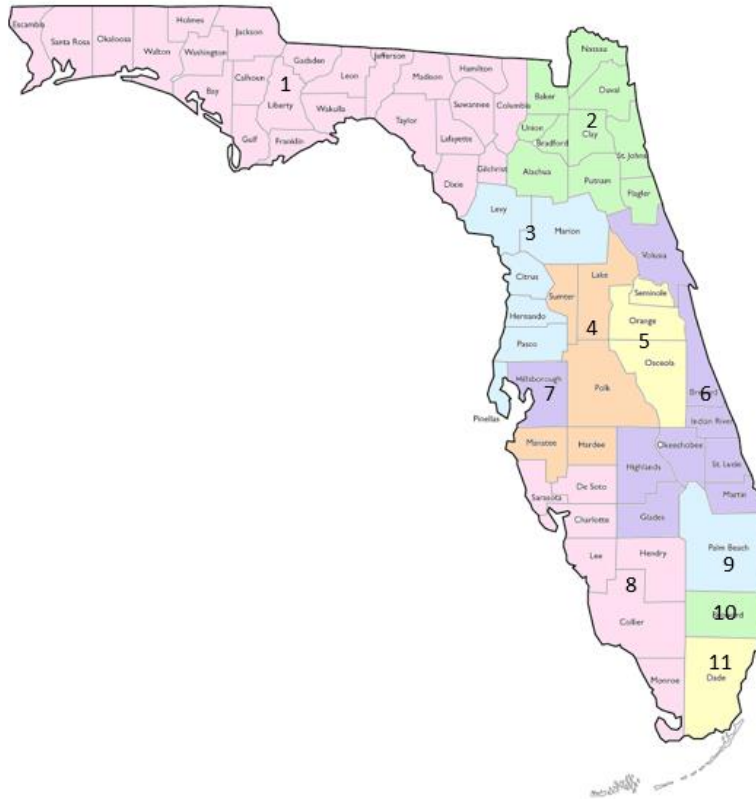 Escambia
Santa Rosa
Okaloosa
Walton
Holmes
Washington
Jackson
Bay
Calhoun
Gulf
1
Liberty
Gadsden
Franklin
Leon
Wakulla
Jefferson
Madison
Taylor
Hamilton
Suwannee
Lafayette
Columbia
Dixie
Gilchrist
Nassau
Baker
Duval
Union
Bradford
2
Clay
St. Johns
Alachua
Putnam
Flagler
Levy
3
Marion
Citrus
Hernando
Pasco
Pinellas
Sumter
Lake
4
Polk
Manatee
Hardee
Volusia
Seminole
Orange
5
Osceola
6
Indian River
Okeechobee
St. Lucie
Martin
Highlands
Glades
Hillsborough
7
Sarasota
De Soto
Charlotte
Lee
Hendry
8
Collier
Monroe
Palm Beach
9
10
11
Dade